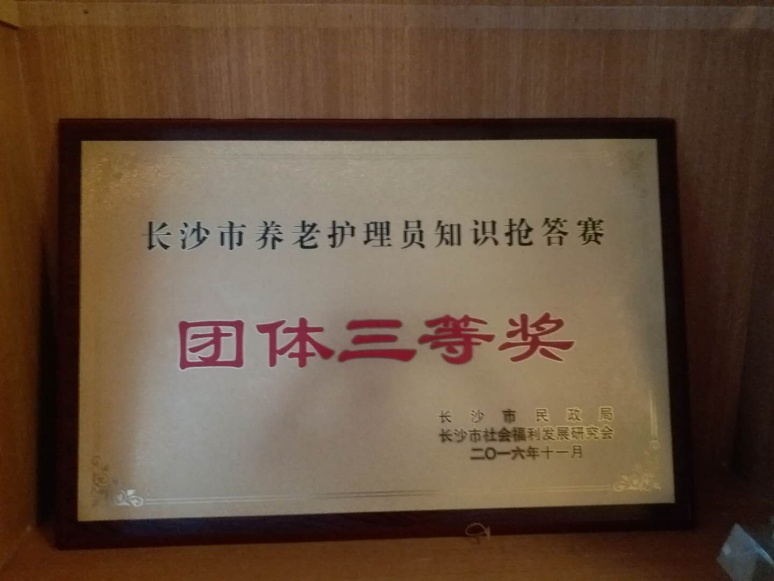 长沙市养老护理员知识抢答赛
团体三等奖
长沙市民政局
长沙市社会福利发展研究会
二〇一六年十一月